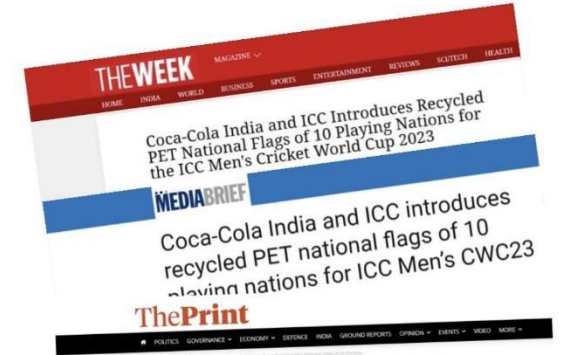 THEWEEK
MAGAZINE
HOME INDIA WORLD BUSINESS SPORTS ENTERTAINMENT REVIEWS SCI/TECH HEALTH
Coca-Cola India and ICC Introduces Recycled
PET National Flags of 10 Playing Nations for
the ICC Men's Cricket World Cup 2023
MEDIABRIEF
Coca-Cola India and ICC introduces
recycled PET national flags of 10
playing nations for ICC Men's CWC23
ThePrint
POLITICS GOVERNANCE ECONOMY DEFENCE INDIA GROUND REPORTS OPINION EVENTS VIDEO MORE